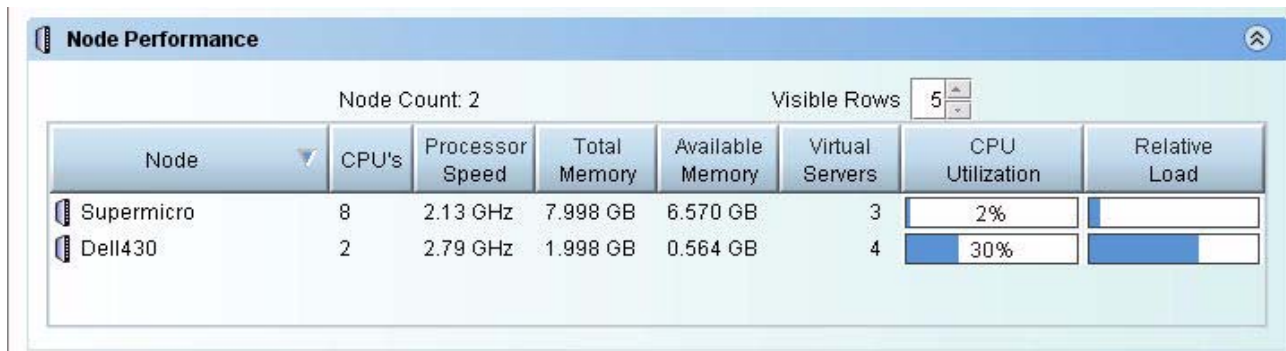 Node Performance
Node Count: 2 Visible Rows 5
Node CPU's Processor Speed Total Memory Available Memory Virtual Servers CPU Utilization Relative Load
Supermicro 8 2.13 GHz 7.998 GB 6.570 GB 3 2%
Dell430 2 2.79 GHz 1.998 GB 0.564 GB 4 30%